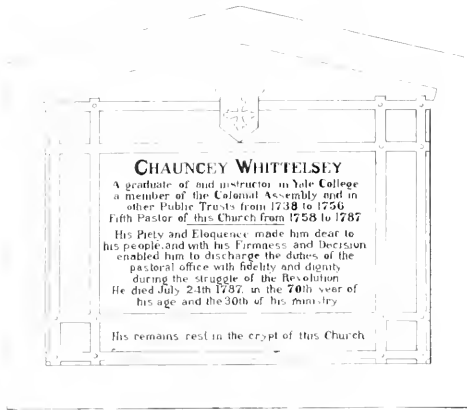 CHAUNCEY WHITTELSEY
A graduate of and instructor in Yale College
a member of the Colonial Assembly and in
other Public Trusts from 1738 to 1756
Fifth Pastor of this Church from 1758 to 1787
His Piety and Eloquence made him dear to
his people, and with his Firmness and Decision
enabled him to discharge the duties of the
pastoral office with fidelity and dignity
during the struggle of the Revolution
He died July 24th 1787, in the 70th year of
his age and the 30th of his ministry
His remains rest in the crypt of this Church